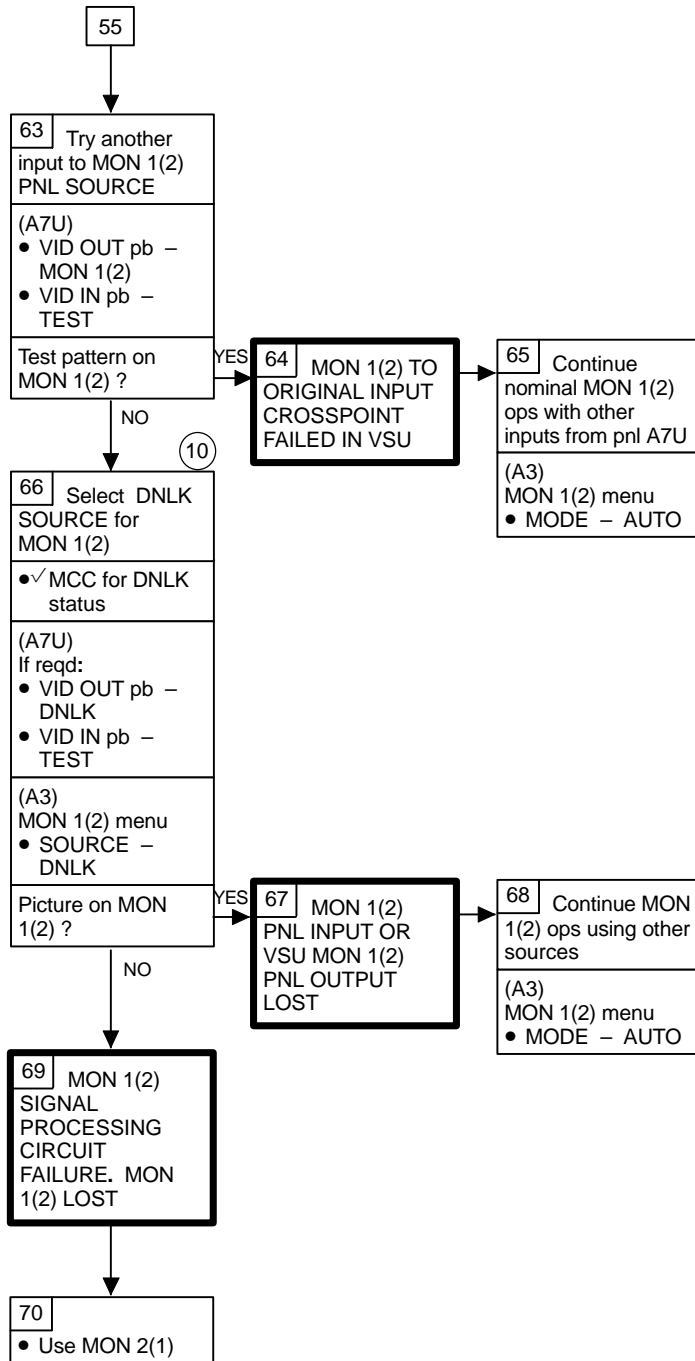 55
63 Try another
input to MON 1(2)
PNL SOURCE
(A7U)
• VID OUT pb –
MON 1(2)
• VID IN pb –
TEST
Test pattern on
MON 1(2) ?
YES
NO
64 MON 1(2) TO
ORIGINAL INPUT
CROSSPOINT
FAILED IN VSU
65 Continue
nominal MON 1(2)
ops with other
inputs from pnl A7U
(A3)
MON 1(2) menu
• MODE – AUTO
10
66 Select DNLK
SOURCE for
MON 1(2)
•√ MCC for DNLK
status
(A7U)
If reqd:
• VID OUT pb –
DNLK
• VID IN pb –
TEST
(A3)
MON 1(2) menu
• SOURCE –
DNLK
Picture on MON
1(2) ?
YES
NO
67 MON 1(2)
PNL INPUT OR
VSU MON 1(2)
PNL OUTPUT
LOST
68 Continue MON
1(2) ops using other
sources
(A3)
MON 1(2) menu
• MODE – AUTO
69 MON 1(2)
SIGNAL
PROCESSING
CIRCUIT
FAILURE. MON
1(2) LOST
70
• Use MON 2(1)